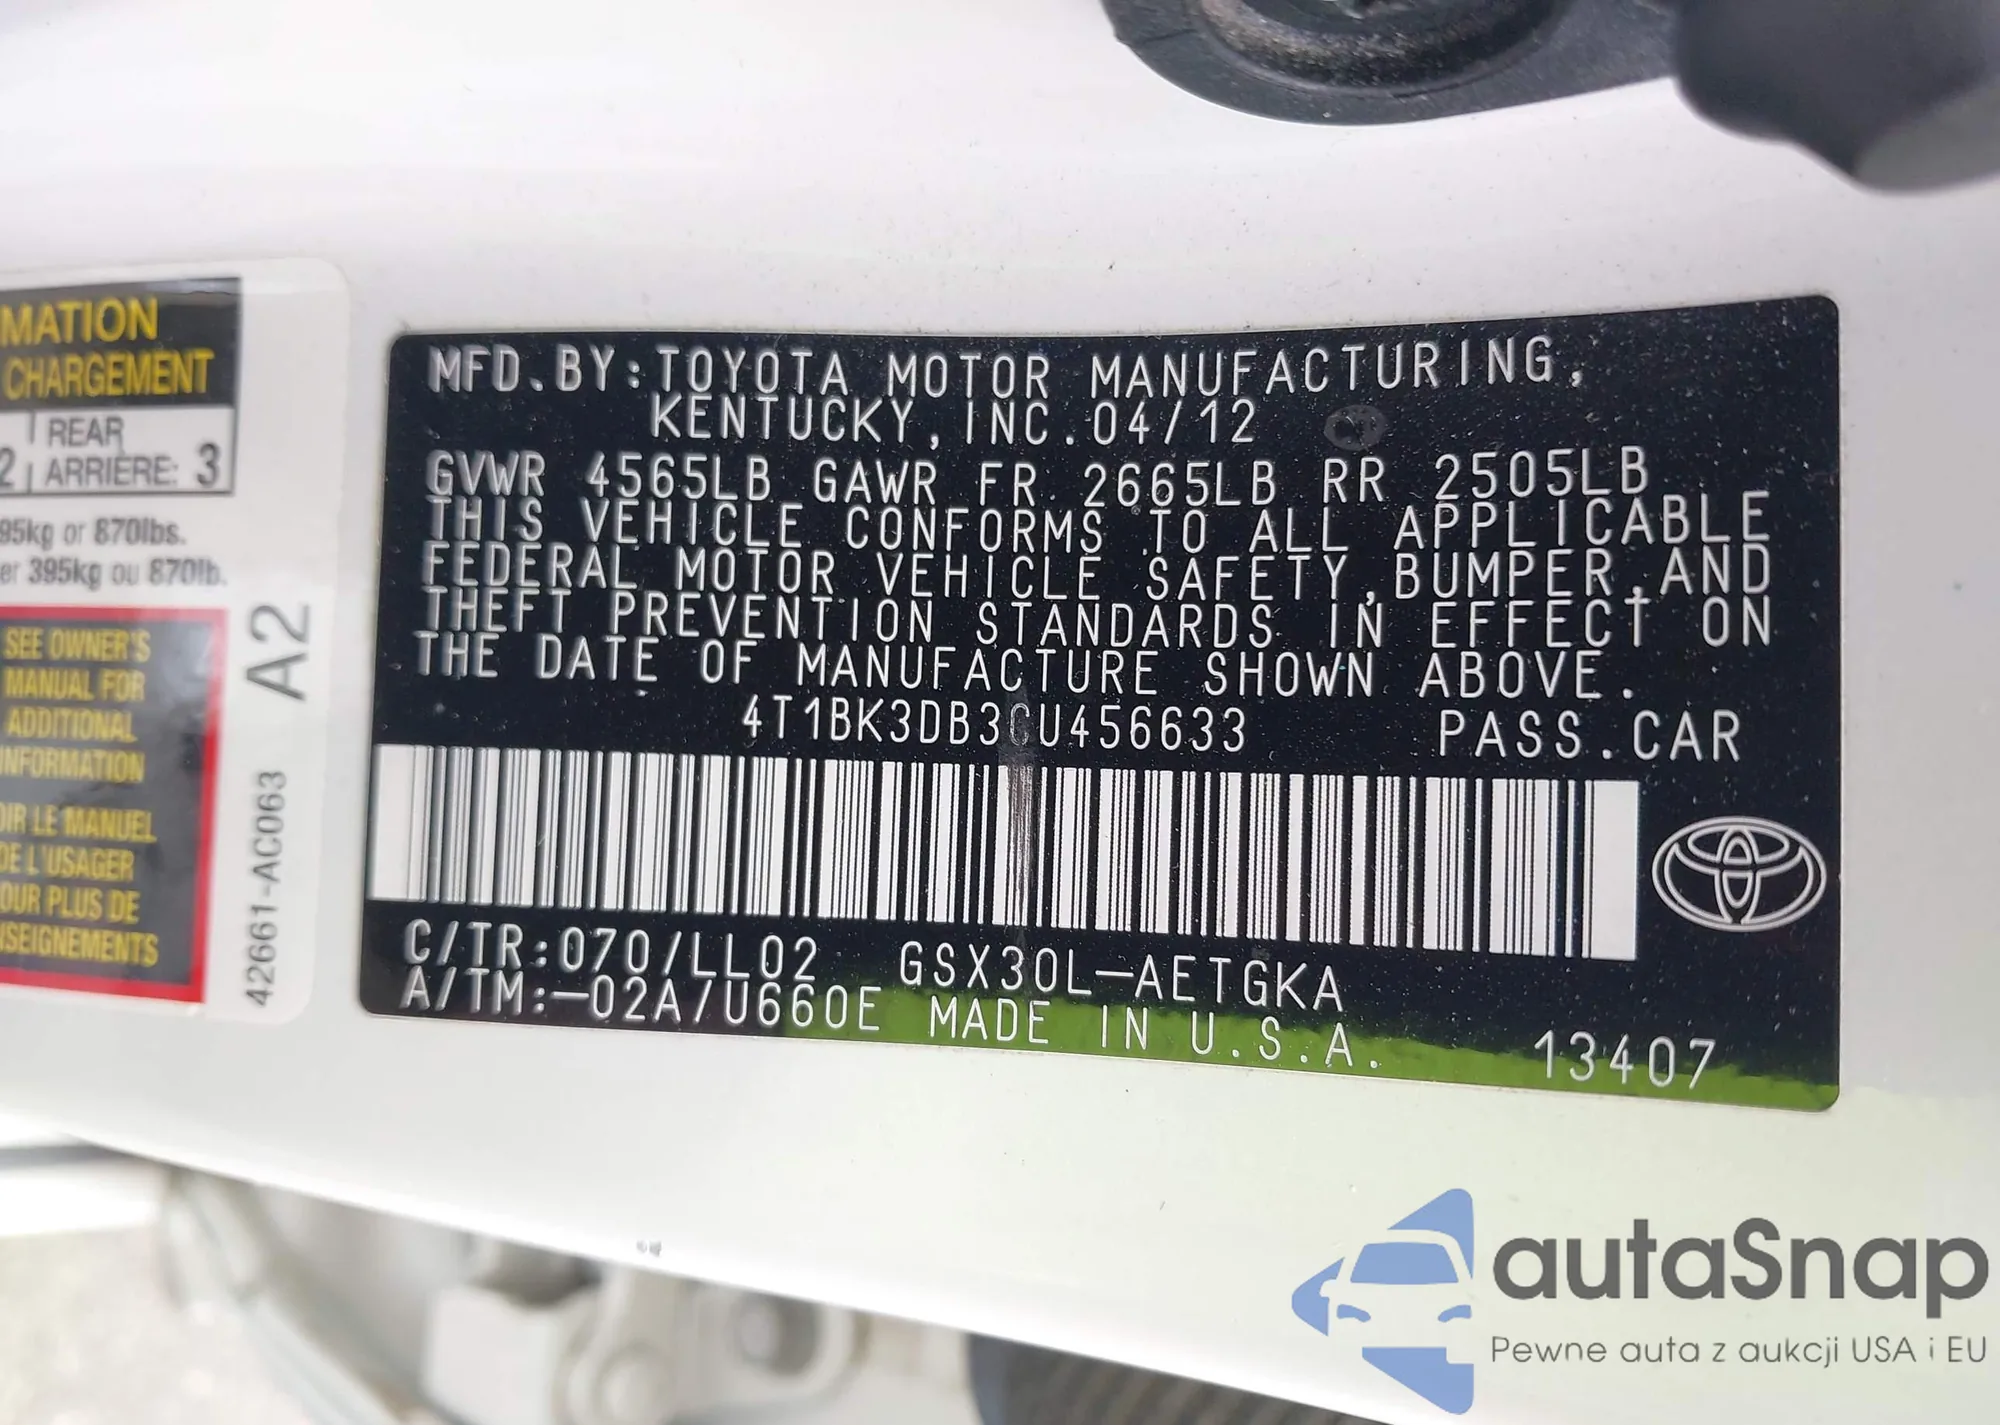 MATION
CHARGEMENT
REAR
2 ARRIÈRE: 3
95kg or 870lbs.
er 395kg ou 870lb.
SEE OWNER'S
MANUAL FOR
ADDITIONAL
INFORMATION
OIR LE MANUEL
DE L'USAGER
OUR PLUS DE
NSEIGNEMENTS
42661-AC063 A2
MFD.BY:TOYOTA MOTOR MANUFACTURING,
KENTUCKY, INC. 04/12
GVWR 4565LB GAWR FR 2665LB RR 2505LB
THIS VEHICLE CONFORMS TO ALL APPLICABLE
FEDERAL MOTOR VEHICLE SAFETY,BUMPER,AND
THEFT PREVENTION STANDARDS IN EFFECT ON
THE DATE OF MANUFACTURE SHOWN ABOVE.
4T1BK3DB3CU456633 PASS.CAR
C/TR:070/LL02 GSX30L-AETGKA
A/TM:-02A/U660E MADE IN U.S.A. 13407
autaSnap
Pewne auta z aukcji USA i EU